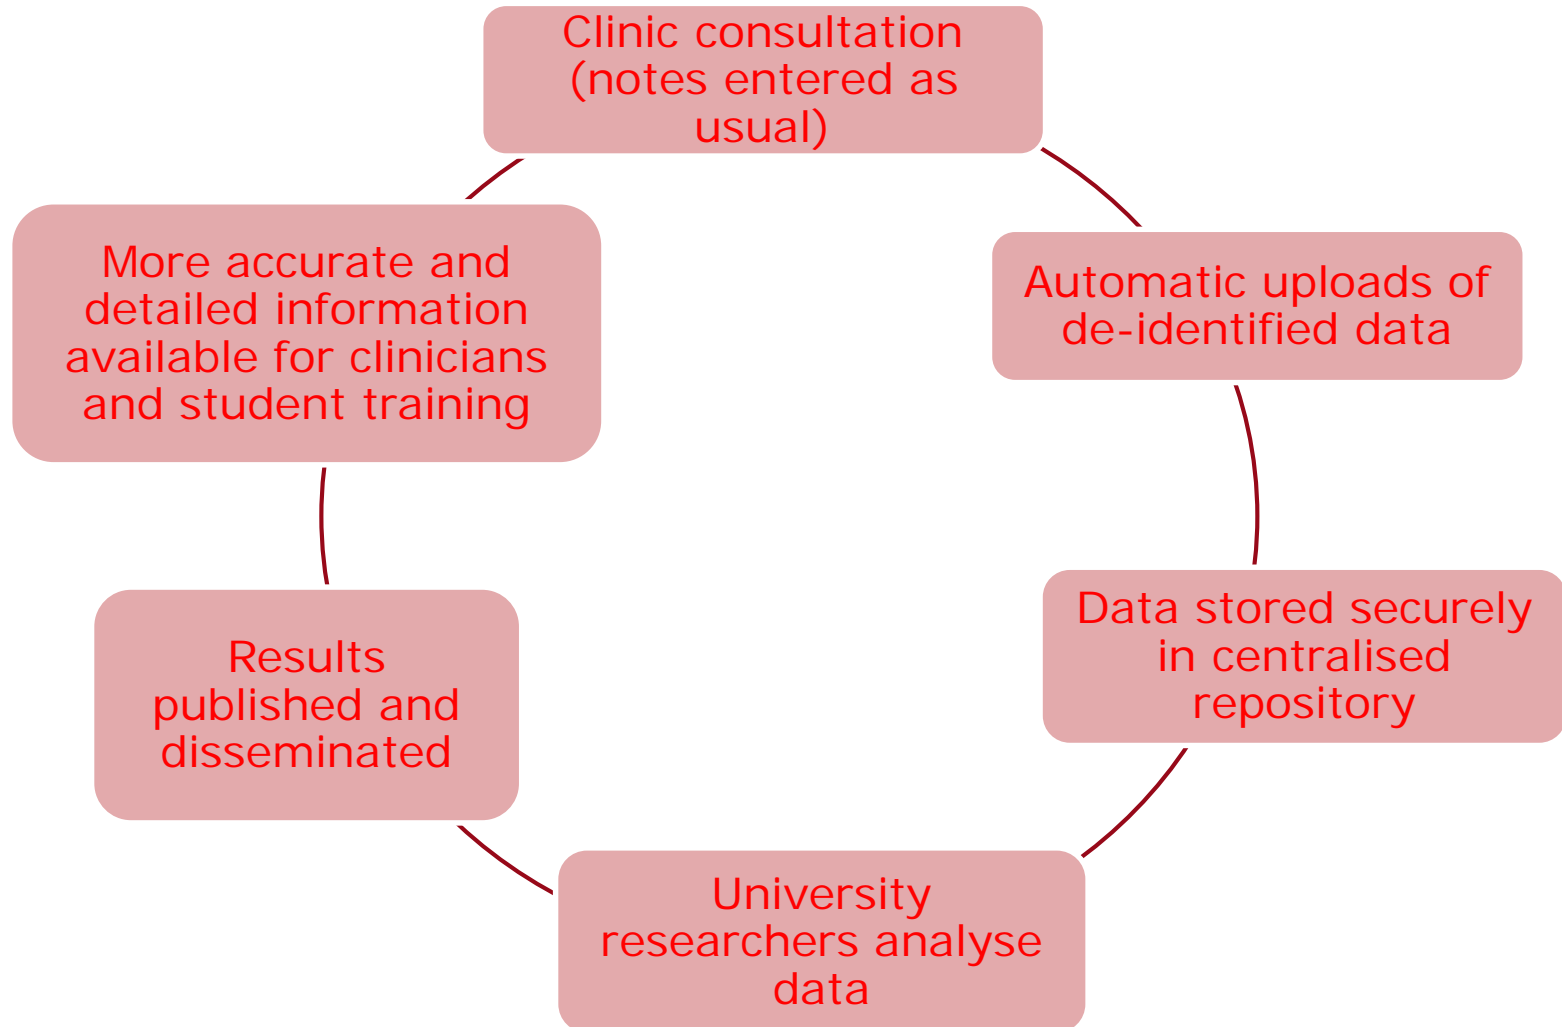 Clinic consultation
(notes entered as
usual)
Automatic uploads of
de-identified data
Data stored securely
in centralised
repository
University
researchers analyse
data
Results
published and
disseminated
More accurate and
detailed information
available for clinicians
and student training